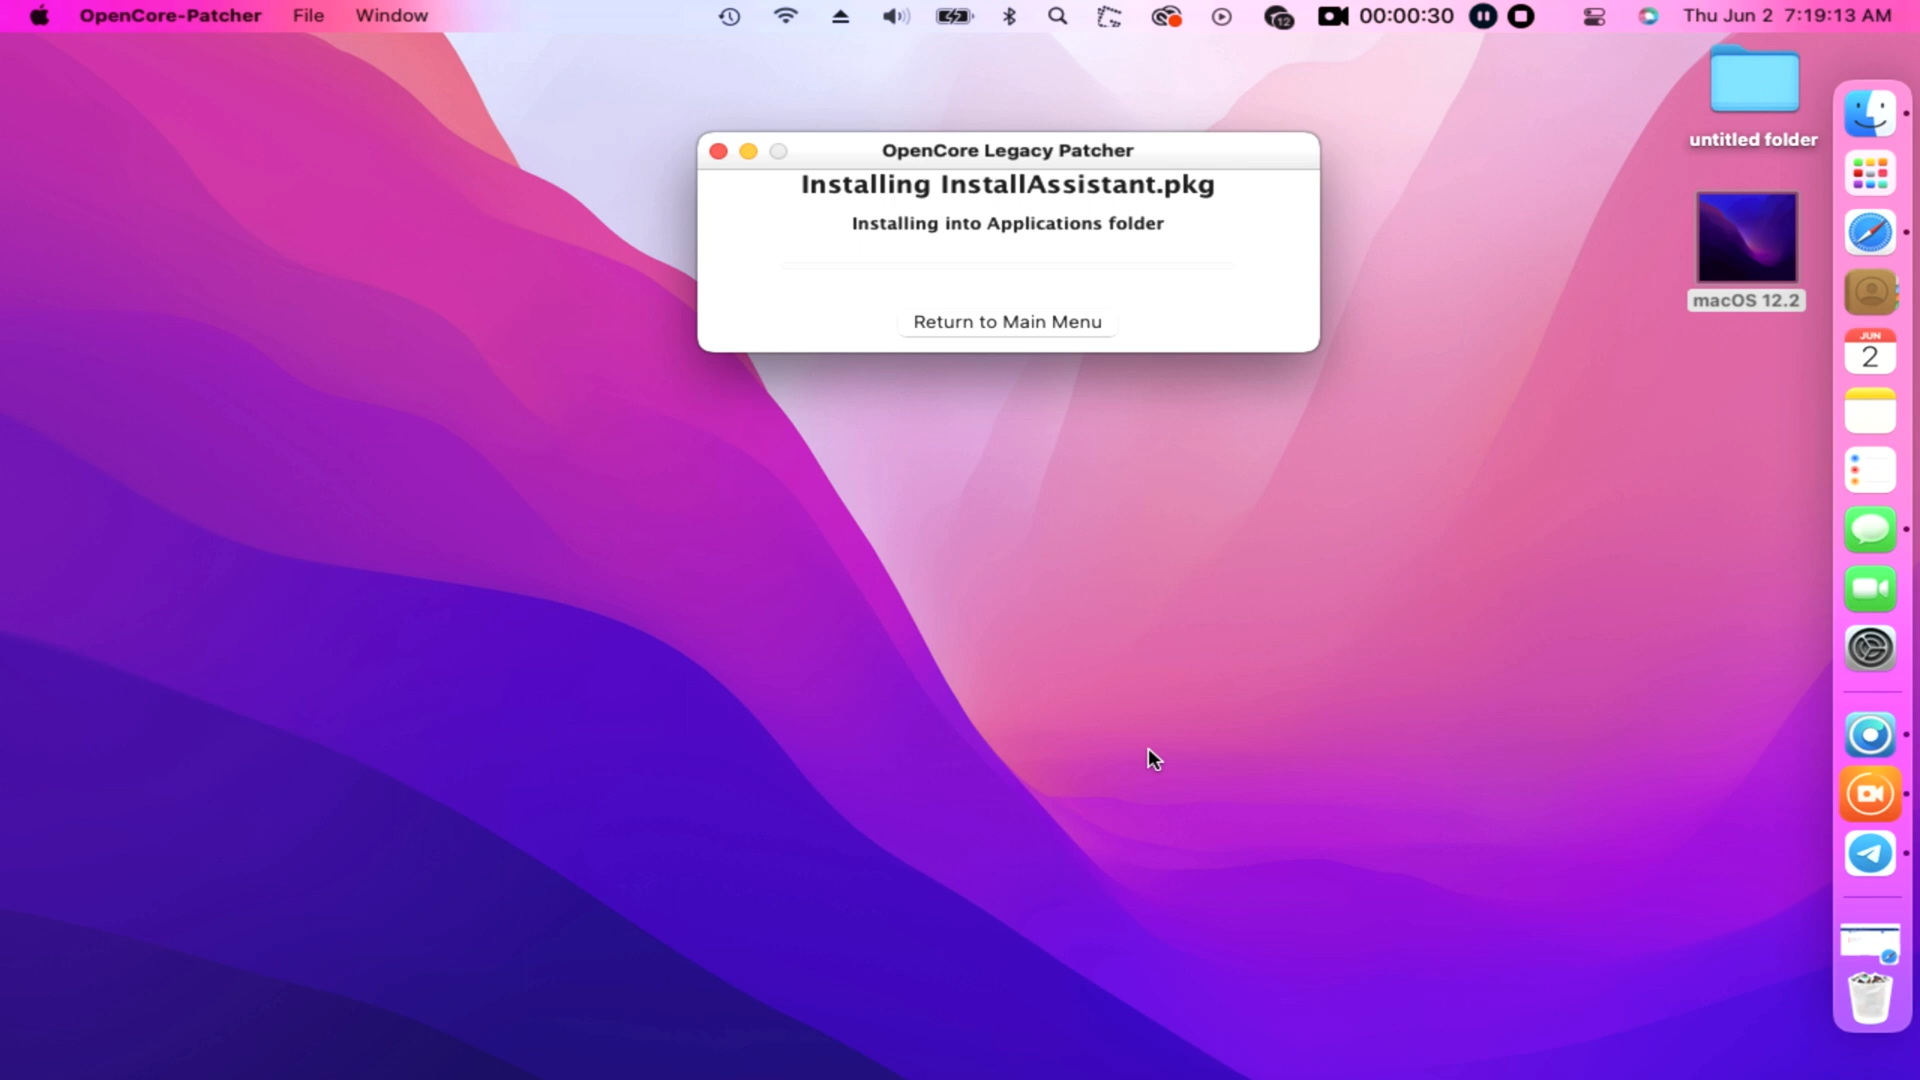 OpenCore-Patcher File Window
12
00:00:30
Thu Jun 2 7:19:13 AM
untitled folder
OpenCore Legacy Patcher
Installing InstallAssistant.pkg
Installing into Applications folder
Return to Main Menu
macOS 12.2
JUN
2